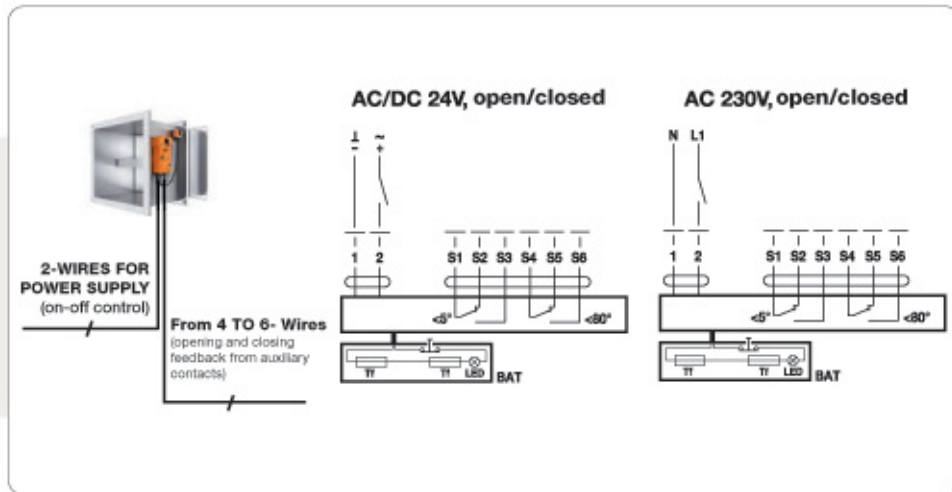 2-WIRES FOR
POWER SUPPLY
(on-off control)
From 4 TO 6- Wires
(opening and closing
feedback from auxiliary
contacts)
AC/DC 24V, open/closed
⊥ ~
- +
1 2 S1 S2 S3 S4 S5 S6
<5° <80°
Tf Tf LED BAT
AC 230V, open/closed
N L1
1 2 S1 S2 S3 S4 S5 S6
<5° <80°
Tf Tf LED BAT